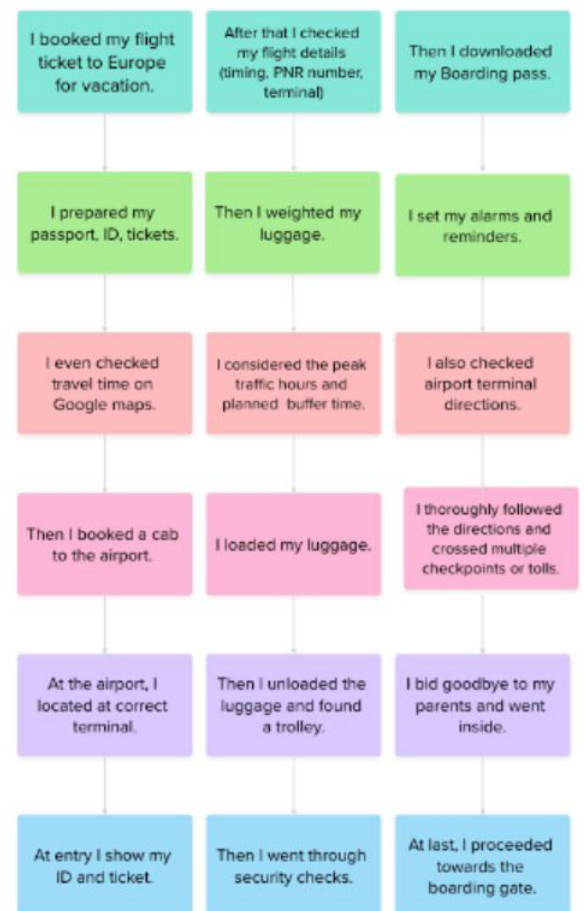 I booked my flight
ticket to Europe
for vacation.
After that I checked
my flight details
(timing, PNR number,
terminal)
Then I downloaded
my Boarding pass.
I prepared my
passport, ID, tickets.
Then I weighted my
luggage.
I set my alarms and
reminders.
I even checked
travel time on
Google maps.
I considered the peak
traffic hours and
planned buffer time.
I also checked
airport terminal
directions.
Then I booked a cab
to the airport.
I loaded my luggage.
I thoroughly followed
the directions and
crossed multiple
checkpoints or tolls.
At the airport, I
located at correct
terminal.
Then I unloaded the
luggage and found
a trolley.
I bid goodbye to my
parents and went
inside.
At entry I show my
ID and ticket.
Then I went through
security checks.
At last, I proceeded
towards the
boarding gate.